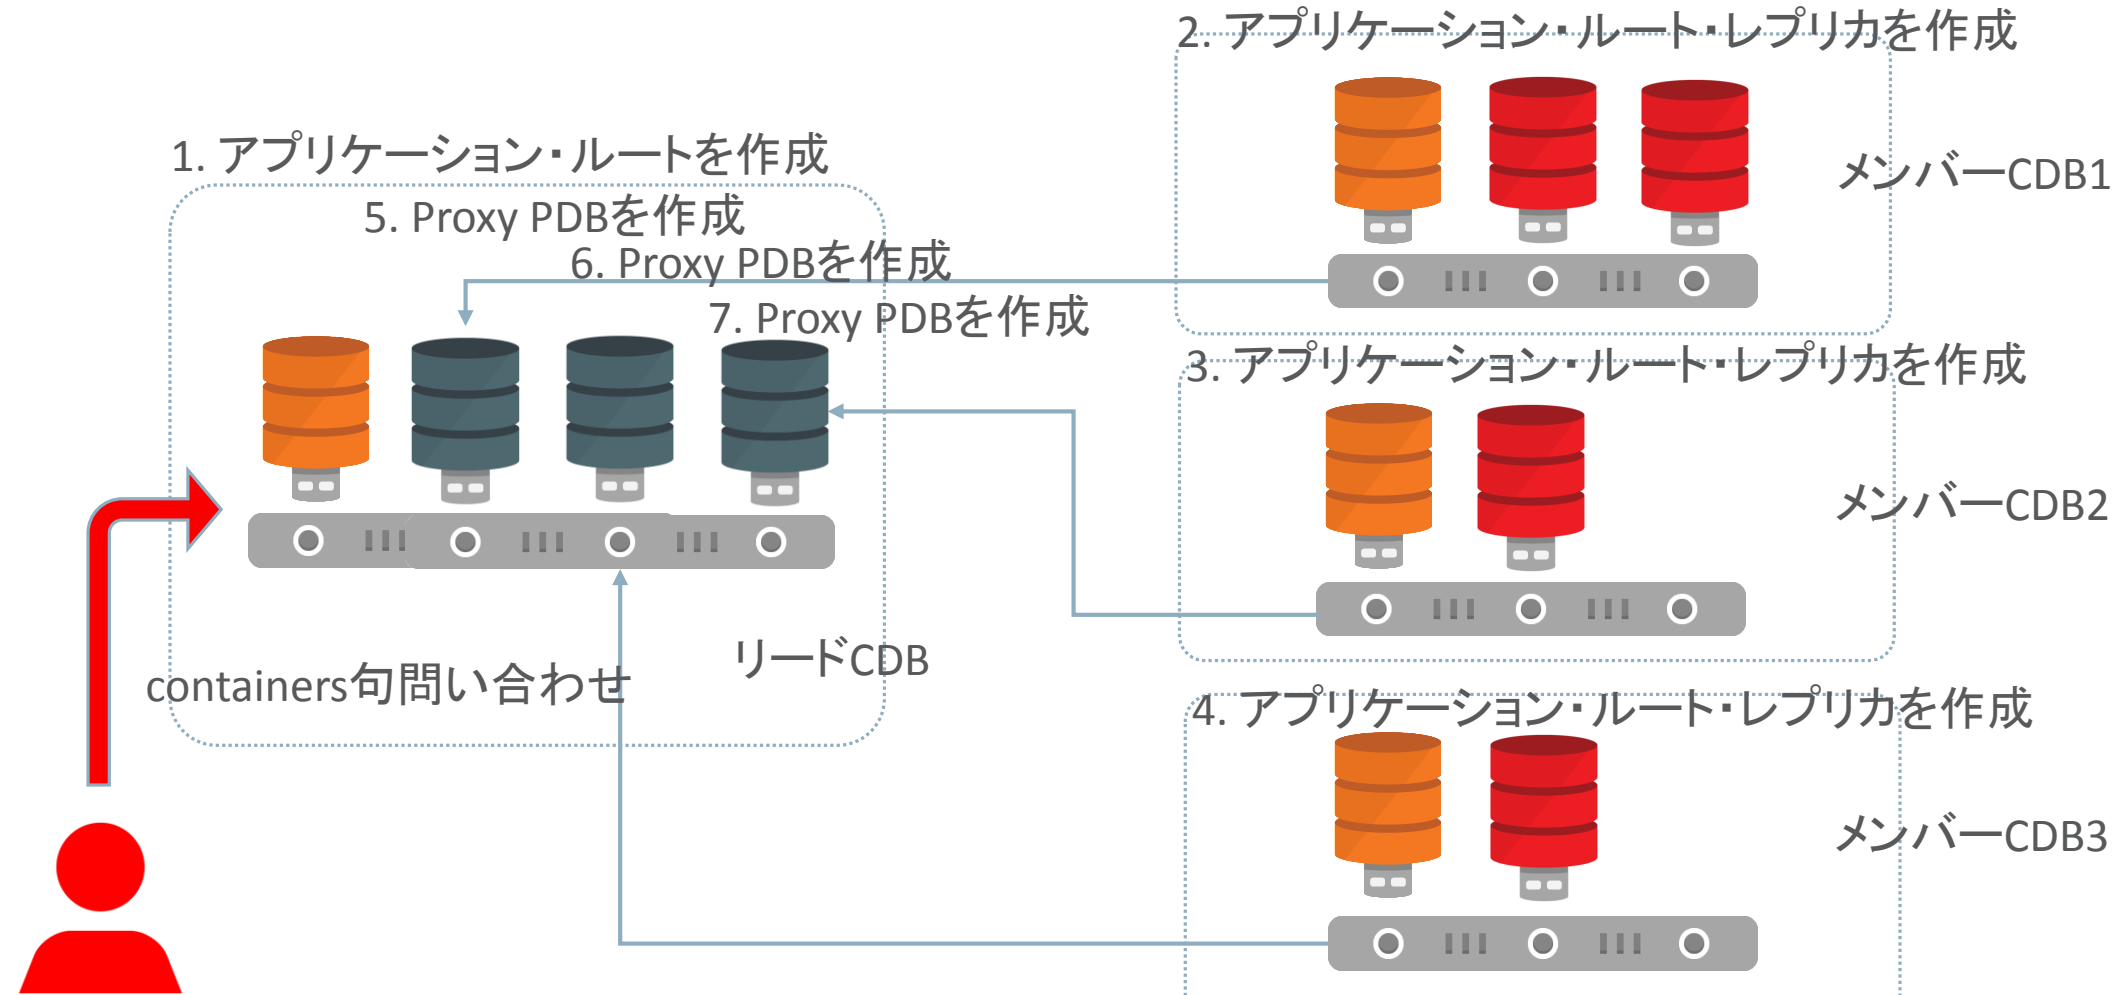 1. アプリケーション・ルートを作成
5. Proxy PDBを作成
6. Proxy PDBを作成
7. Proxy PDBを作成
リードCDB
containers句問い合わせ
2. アプリケーション・ルート・レプリカを作成
メンバーCDB1
3. アプリケーション・ルート・レプリカを作成
メンバーCDB2
4. アプリケーション・ルート・レプリカを作成
メンバーCDB3